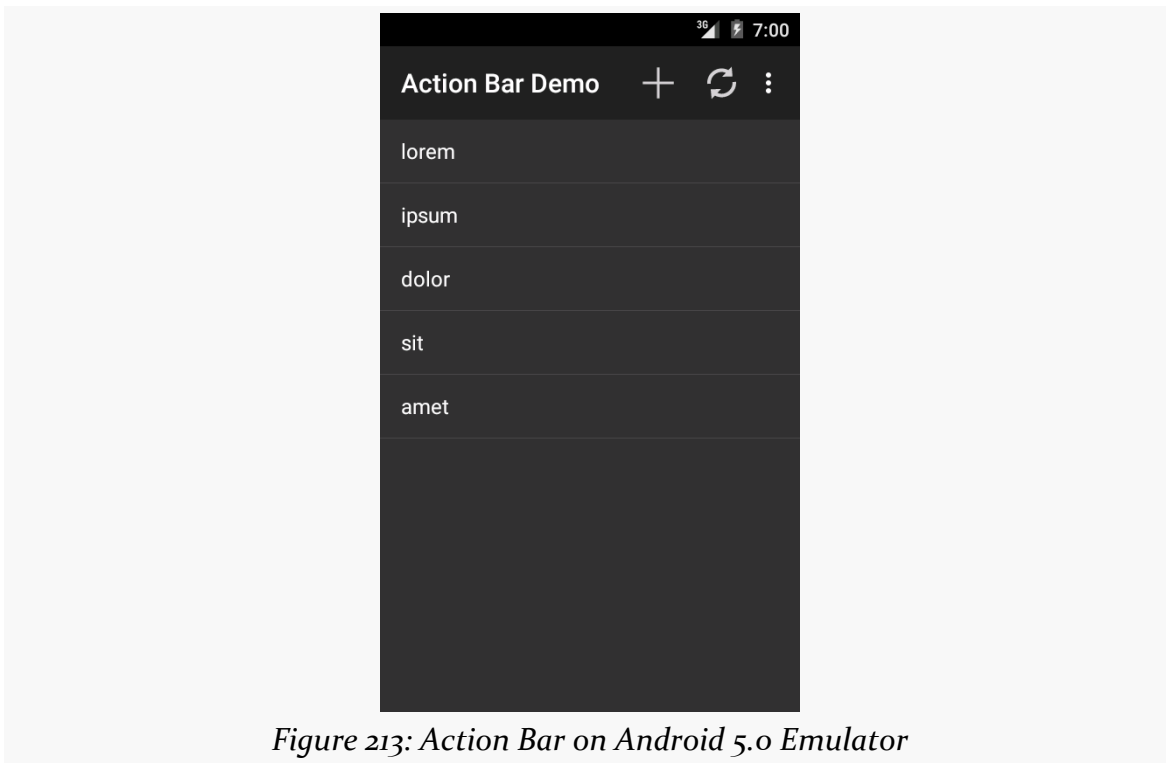 3G 7:00
Action Bar Demo
lorem
ipsum
dolor
sit
amet
Figure 213: Action Bar on Android 5.0 Emulator